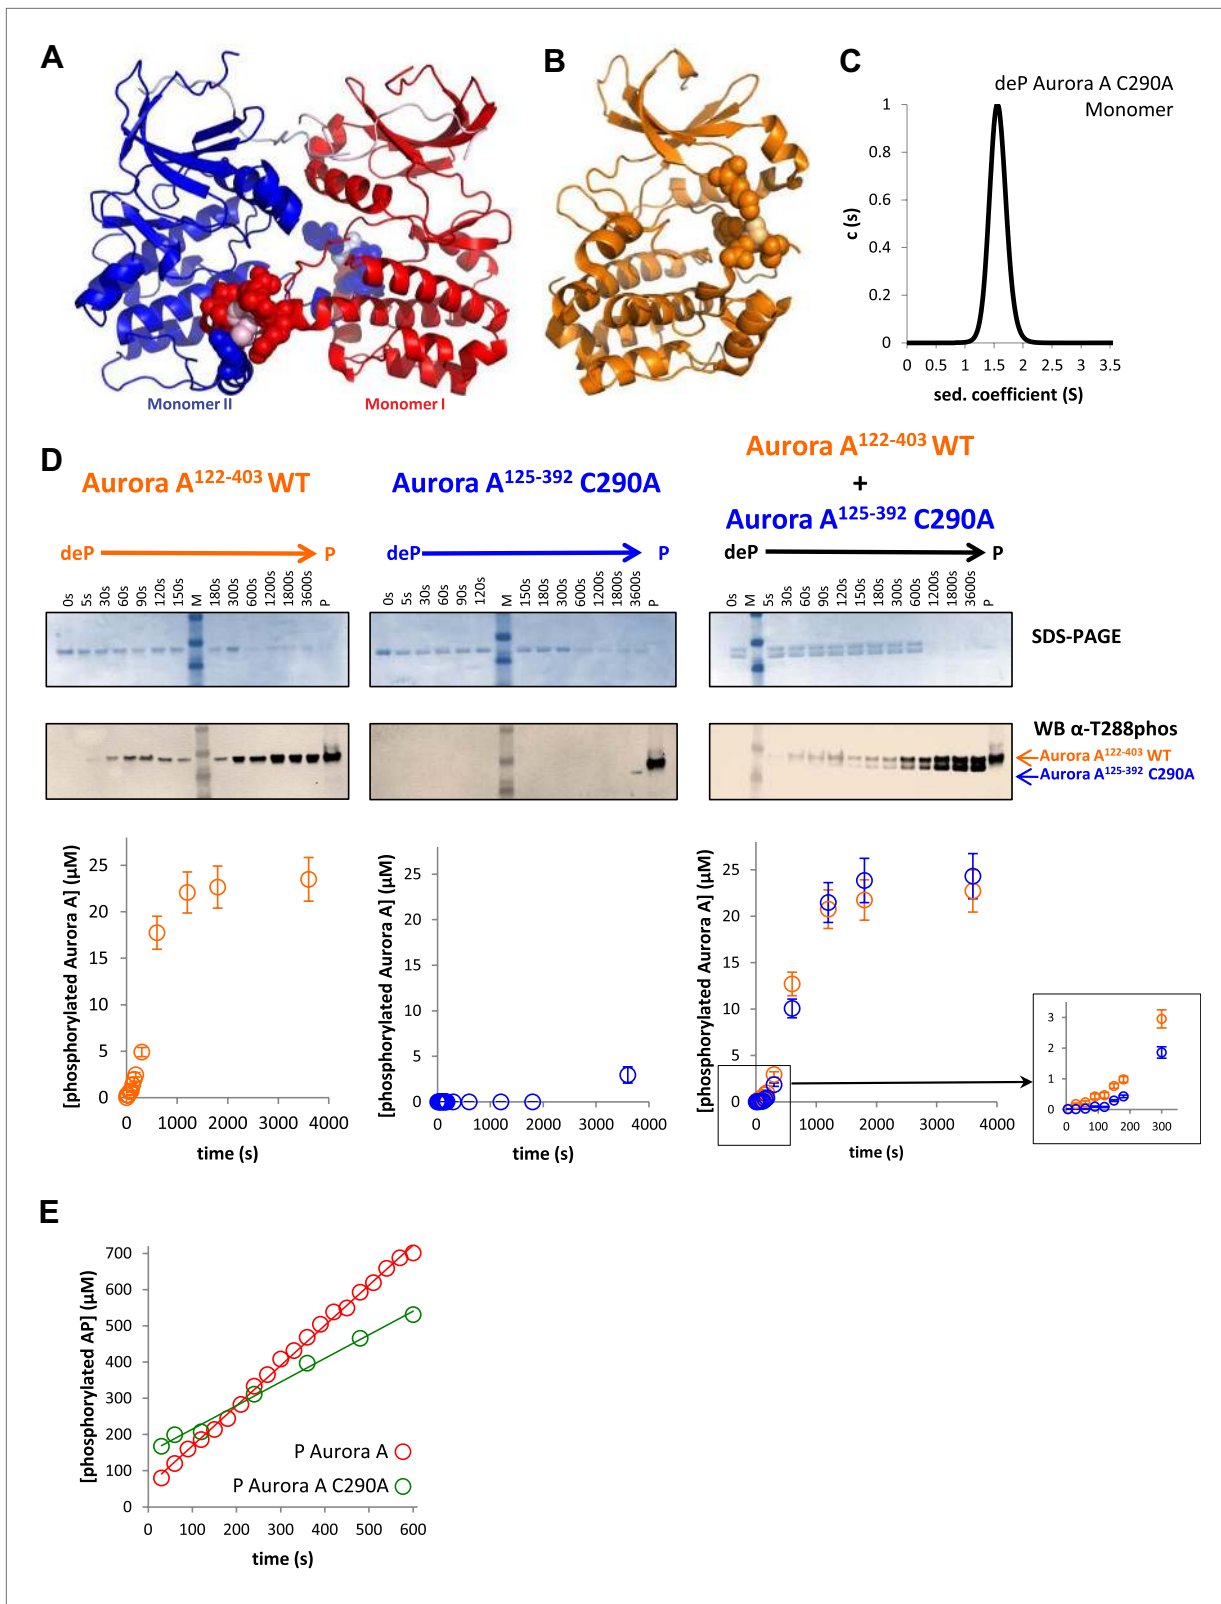 A
B
C
deP Aurora A C290A
Monomer
c (s)
1
0.8
0.6
0.4
0.2
0
0 0.5 1 1.5 2 2.5 3 3.5
sed. coefficient (S)
Monomer II
Monomer I
D
Aurora A122-403 WT
deP P
0s 5s 30s 60s 90s 120s 150s M 180s 300s 600s 1200s 1800s 3600s P
Aurora A125-392 C290A
deP P
0s 5s 30s 60s 90s 120s M 150s 180s 300s 600s 1200s 1800s 3600s P
Aurora A122-403 WT
+
Aurora A125-392 C290A
deP P
0s M 5s 30s 60s 90s 150s 180s 300s 600s 1200s 1800s 3600s P
SDS-PAGE
WB α-T288phos
Aurora A122-403 WT
Aurora A125-392 C290A
[phosphorylated Aurora A] (µM)
25
20
15
10
5
0
0 1000 2000 3000 4000
time (s)
[phosphorylated Aurora A] (µM)
25
20
15
10
5
0
0 1000 2000 3000 4000
time (s)
[phosphorylated Aurora A] (µM)
25
20
15
10
5
0
0 1000 2000 3000 4000
time (s)
3
2
1
0
0 100 200 300
E
[phosphorylated AP] (µM)
700
600
500
400
300
200
100
0
P Aurora A
P Aurora A C290A
0 100 200 300 400 500 600
time (s)